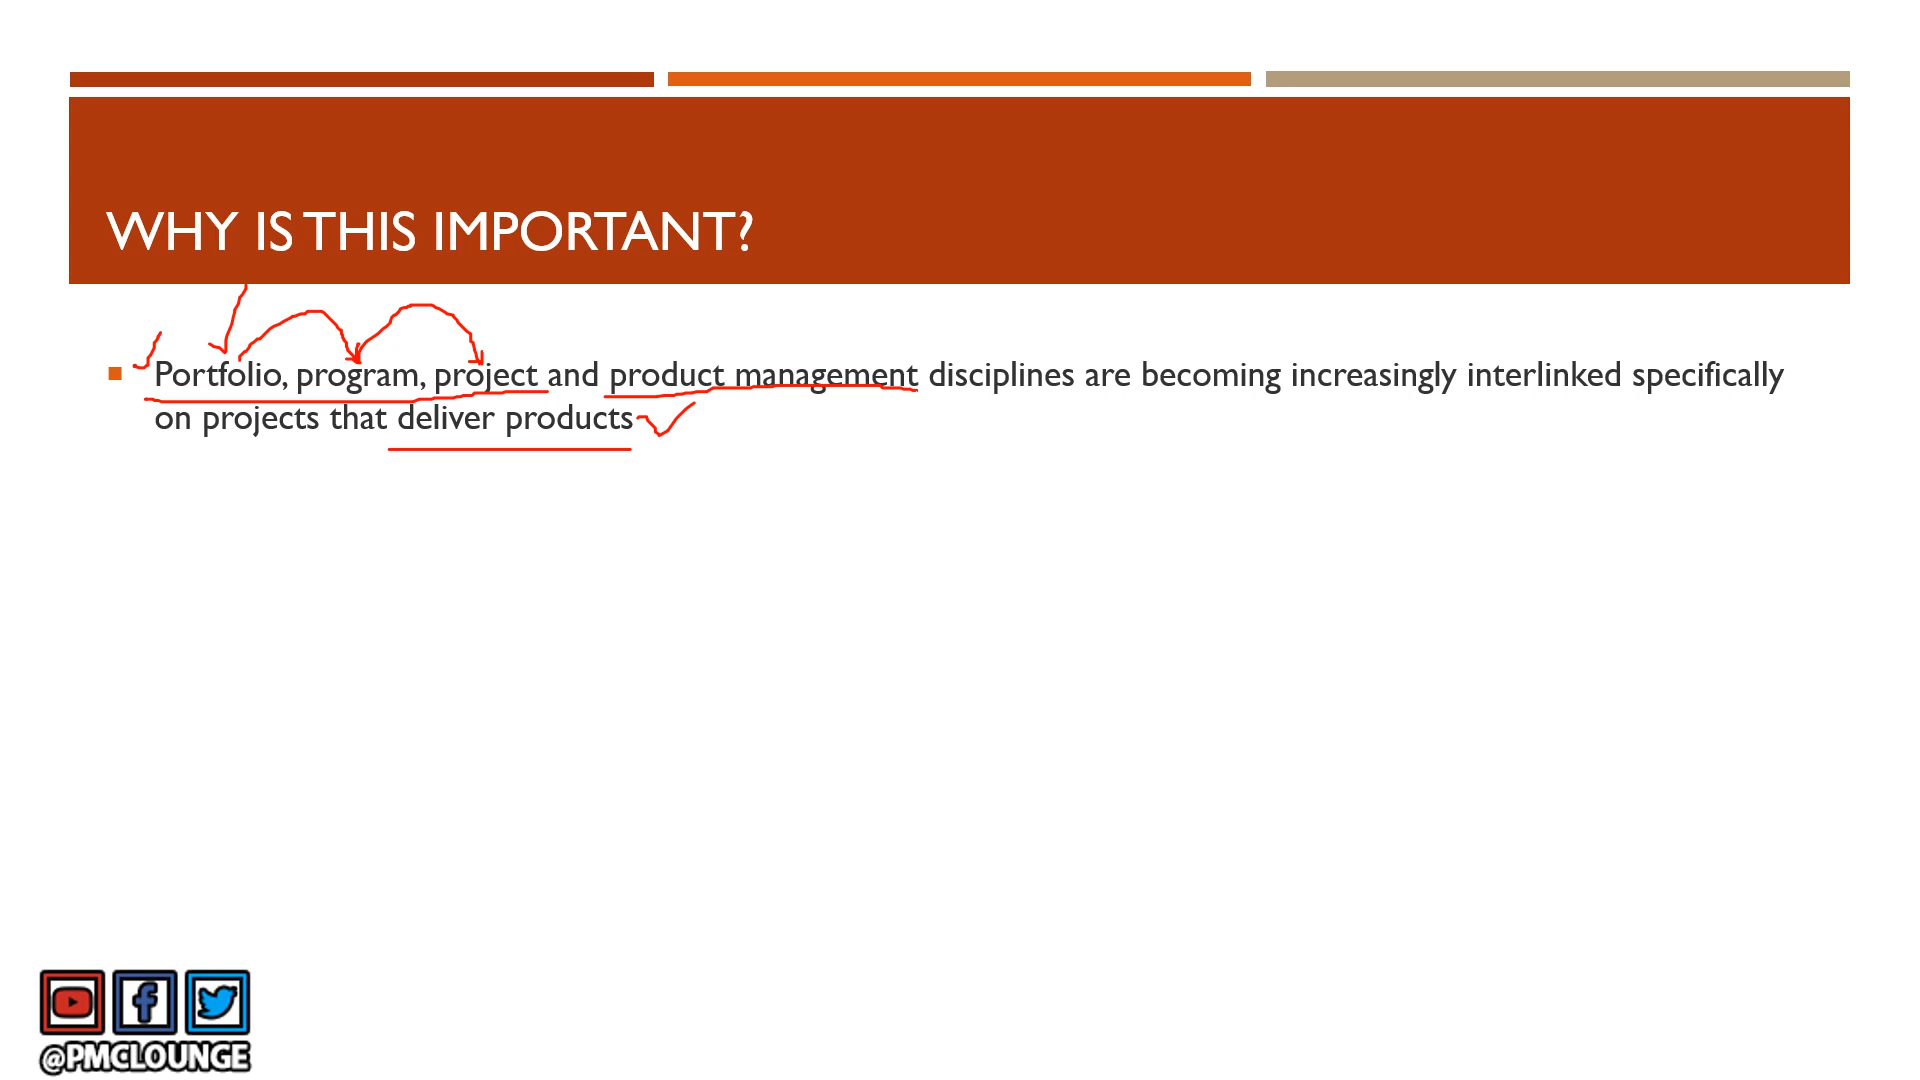 WHY IS THIS IMPORTANT?
Portfolio, program, project and product management disciplines are becoming increasingly interlinked specifically
on projects that deliver products
@PMCLOUNGE